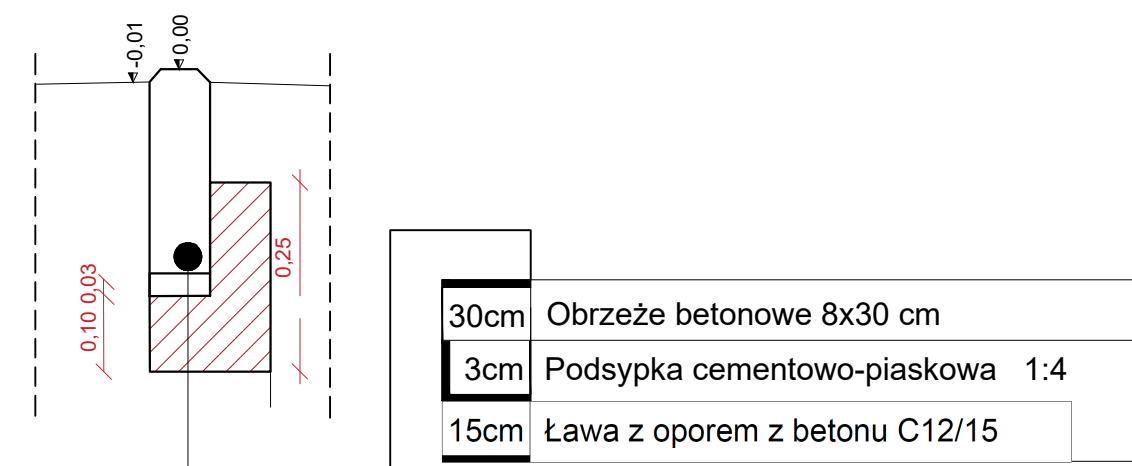 -0,01
0,00
0,25
0,03
0,10
30cm Obrzeże betonowe 8x30 cm
3cm Podsypka cementowo-piaskowa 1:4
15cm Ława z oporem z betonu C12/15